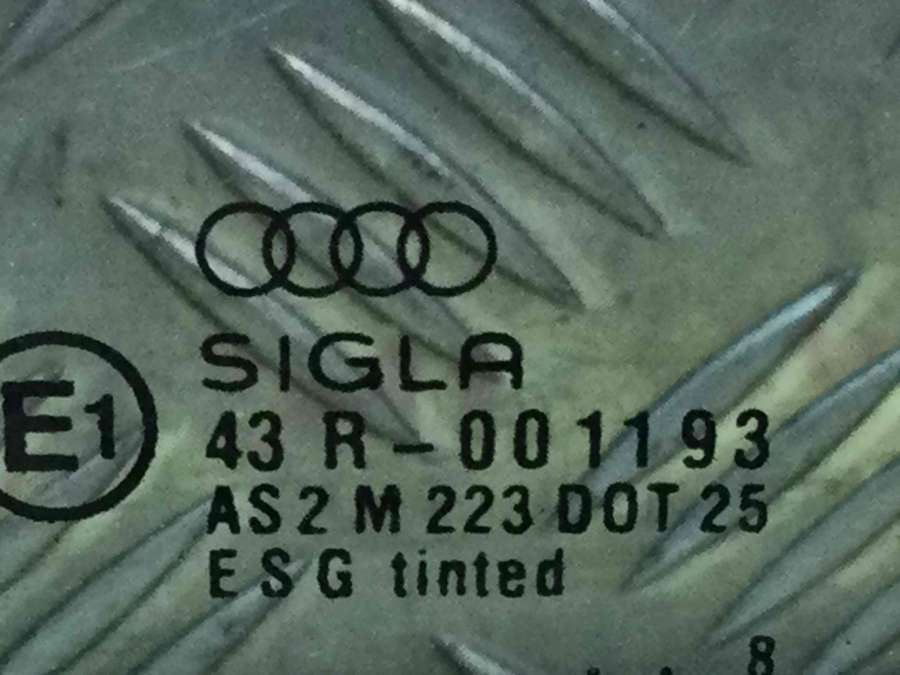 SIGLA
E1
43 R-001193
AS2 M 223 DOT 25
ESG tinted
8